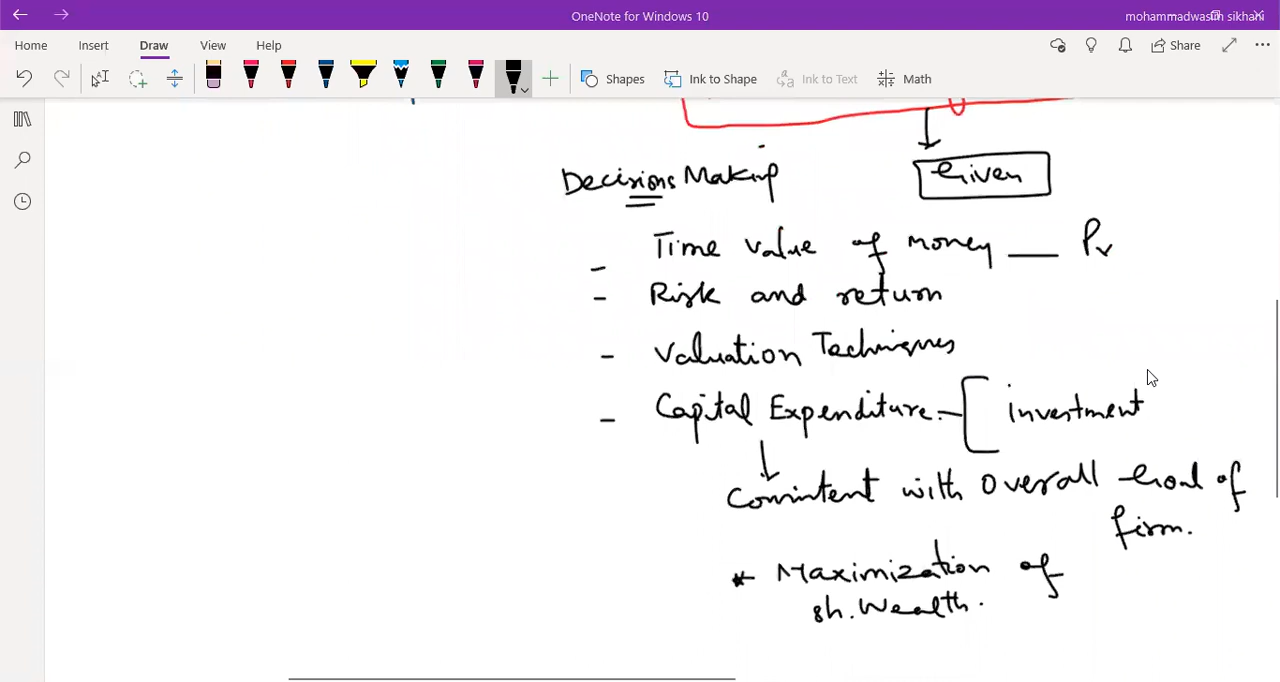 OneNote for Windows 10
mohammadwasim sikhani
Home Insert Draw View Help
Share
Shapes Ink to Shape Ink to Text Math
Decisions Making
Given
Time value of money — Pv
- Risk and return
- Valuation Techniques
- Capital Expenditure - [ investment
Consistent with Overall Goal of
firm.
* Maximization of
sh. Wealth.